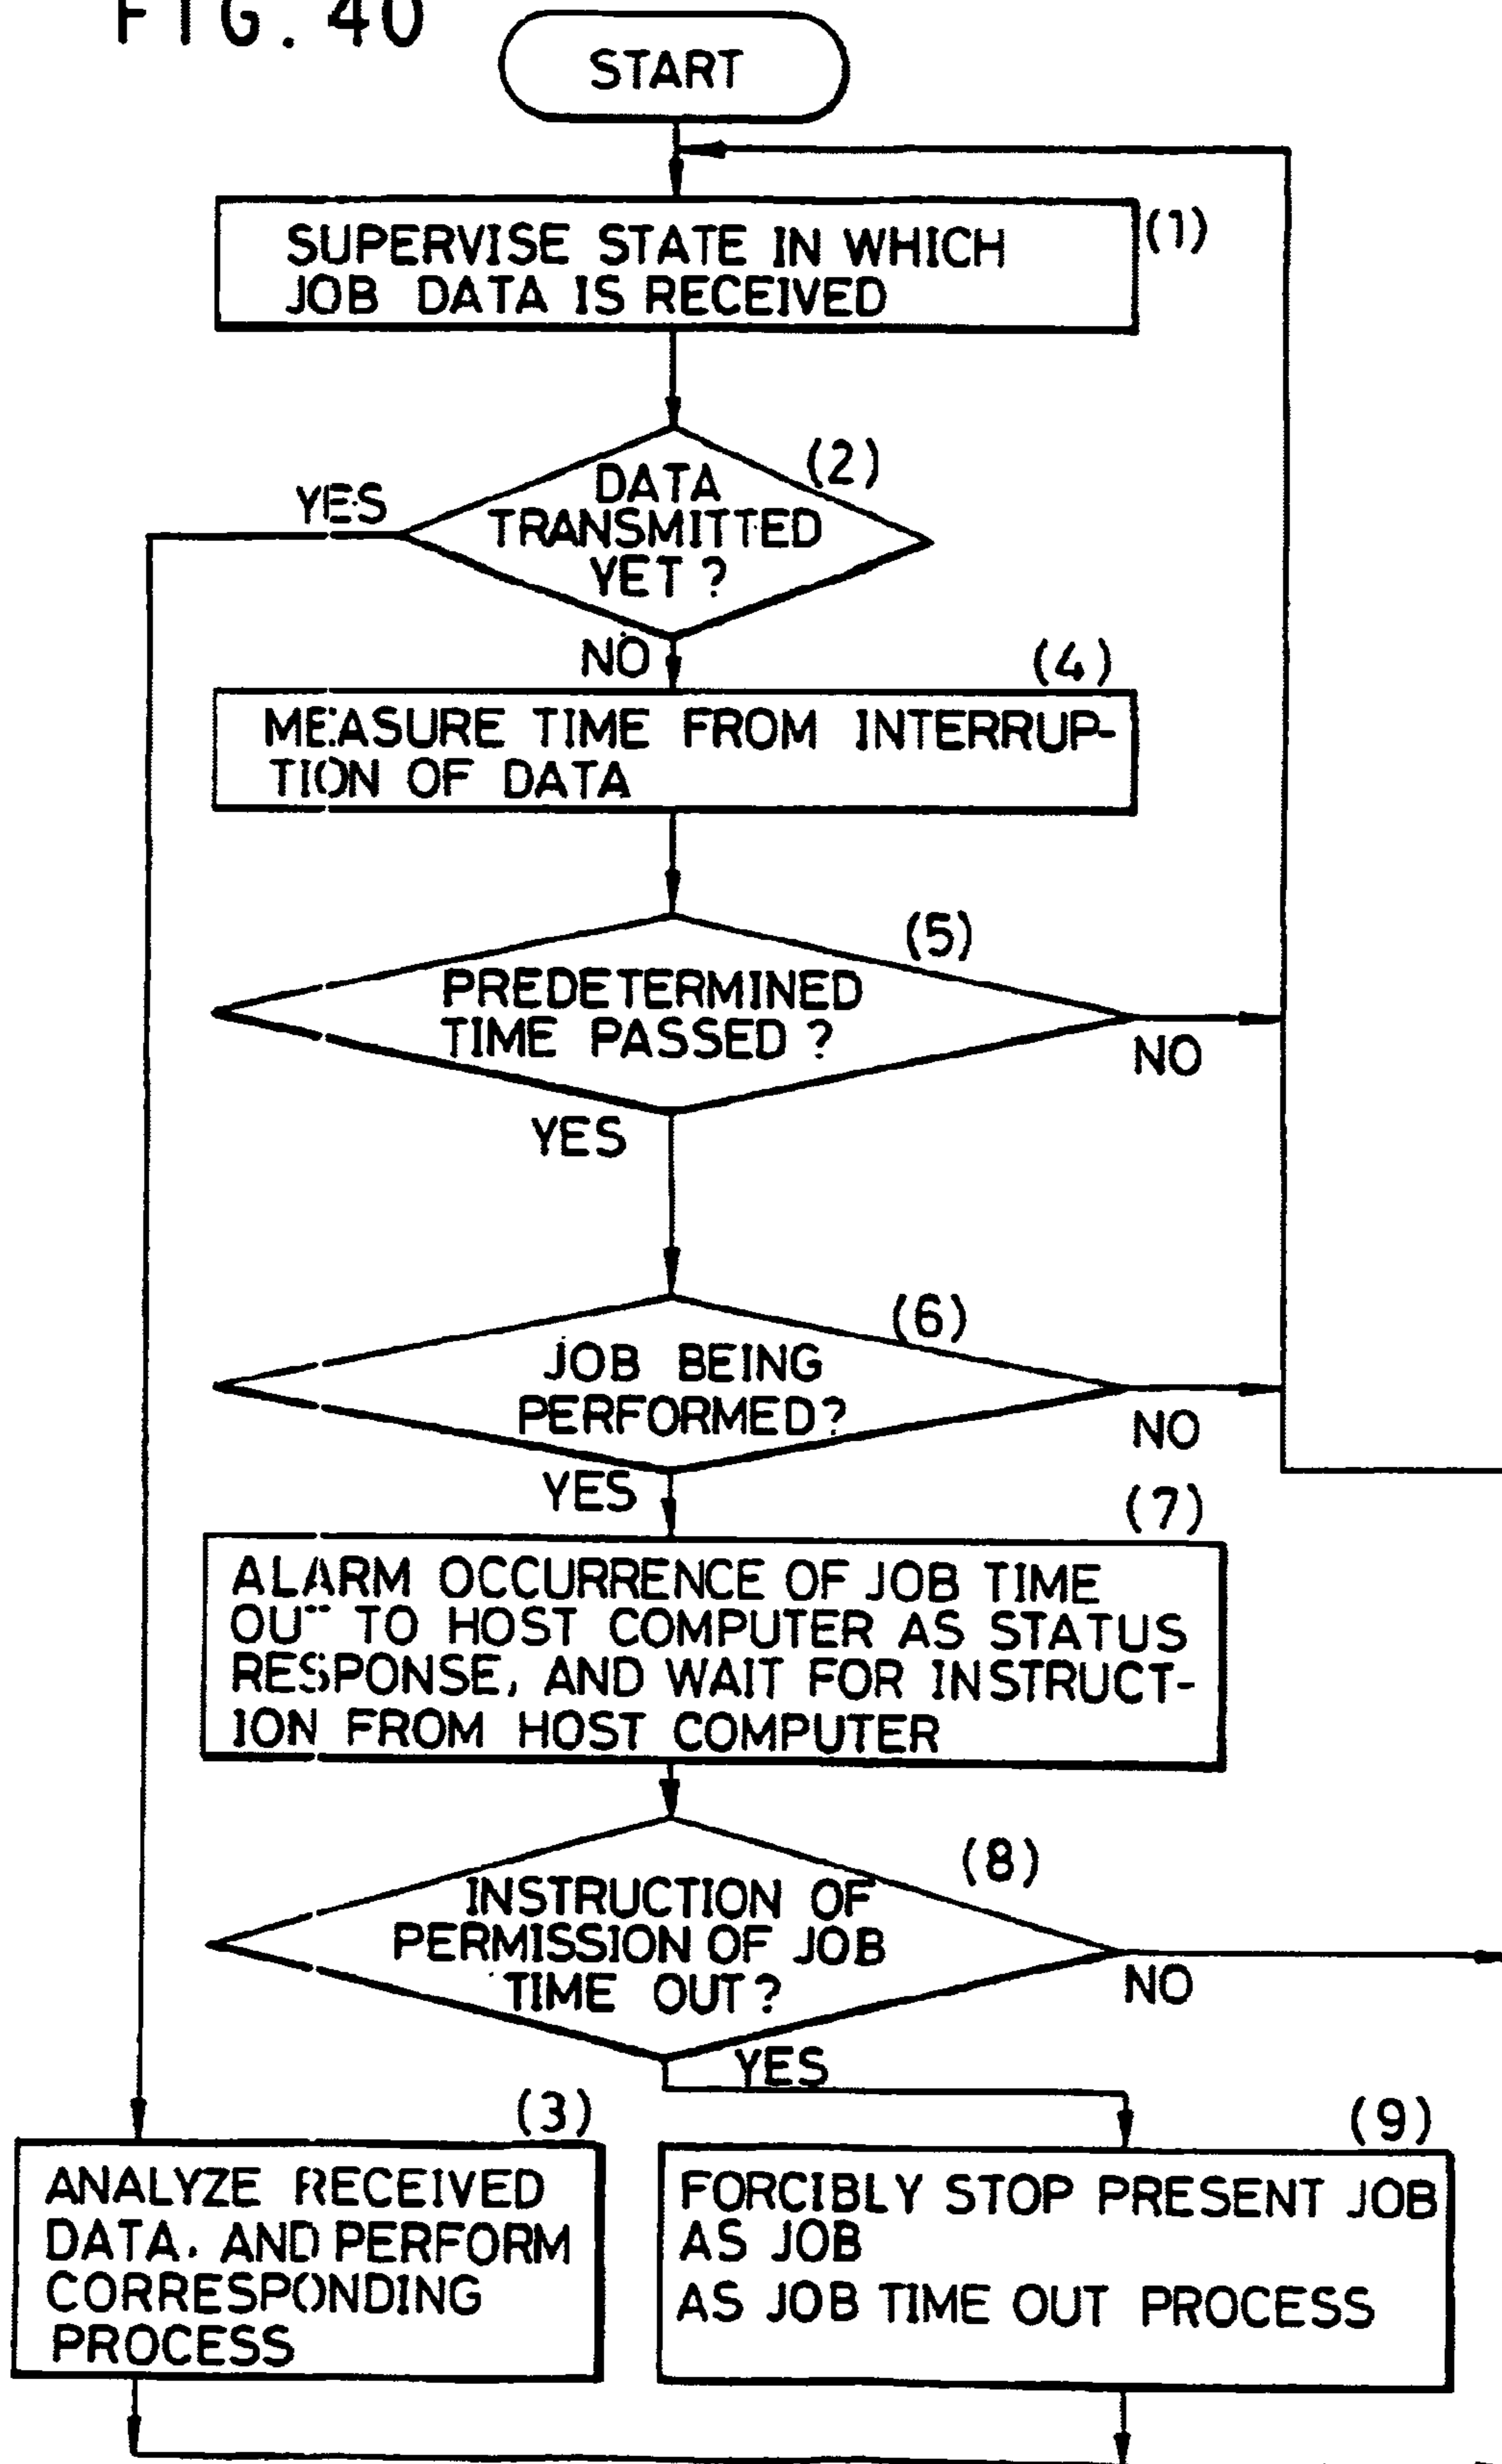 FIG. 40
START
SUPERVISE STATE IN WHICH
JOB DATA IS RECEIVED
(1)
(2)
DATA
TRANSMITTED
YET?
YES
NO
(4)
MEASURE TIME FROM INTERRUP-
TION OF DATA
(5)
PREDETERMINED
TIME PASSED?
NO
YES
(6)
JOB BEING
PERFORMED?
NO
YES
(7)
ALARM OCCURRENCE OF JOB TIME
OUT TO HOST COMPUTER AS STATUS
RESPONSE, AND WAIT FOR INSTRUCT-
ION FROM HOST COMPUTER
(8)
INSTRUCTION OF
PERMISSION OF JOB
TIME OUT?
NO
YES
(3)
ANALYZE RECEIVED
DATA. AND PERFORM
CORRESPONDING
PROCESS
(9)
FORCIBLY STOP PRESENT JOB
AS JOB
AS JOB TIME OUT PROCESS